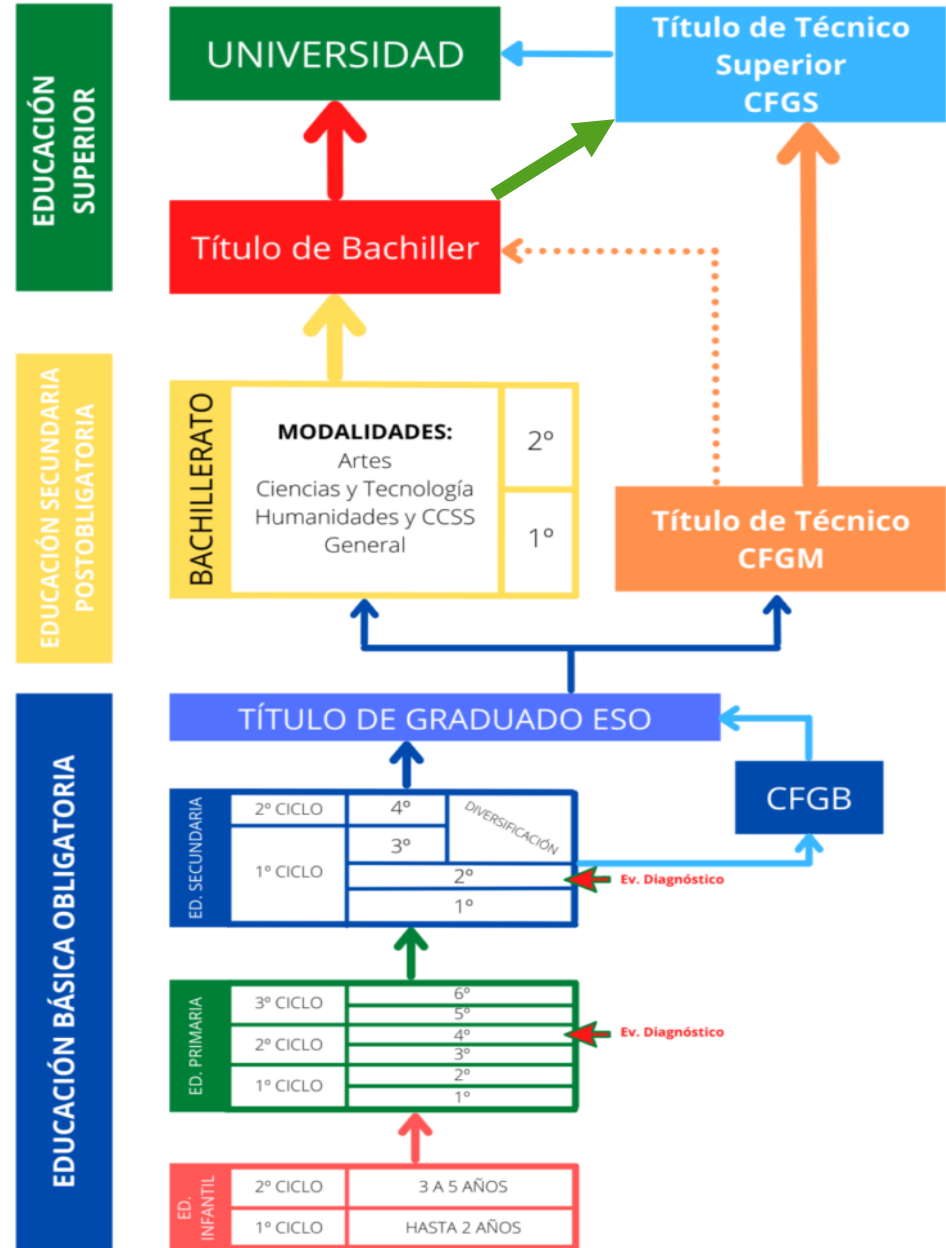 EDUCACIÓN
SUPERIOR
UNIVERSIDAD
Título de Técnico
Superior
CFGS
Título de Bachiller
EDUCACIÓN SECUNDARIA
POSTOBLIGATORIA
BACHILLERATO
MODALIDADES:
Artes
Ciencias y Tecnología
Humanidades y CCSS
General
2º
1º
Título de Técnico
CFGM
EDUCACIÓN BÁSICA OBLIGATORIA
TÍTULO DE GRADUADO ESO
CFGB
ED. SECUNDARIA
2º CICLO
4º
DIVERSIFICACIÓN
1º CICLO
3º
2º
Ev. Diagnóstico
1º
ED. PRIMARIA
3º CICLO
6º
5º
2º CICLO
4º
Ev. Diagnóstico
3º
1º CICLO
2º
1º
ED.
INFANTIL
2º CICLO
3 A 5 AÑOS
1º CICLO
HASTA 2 AÑOS